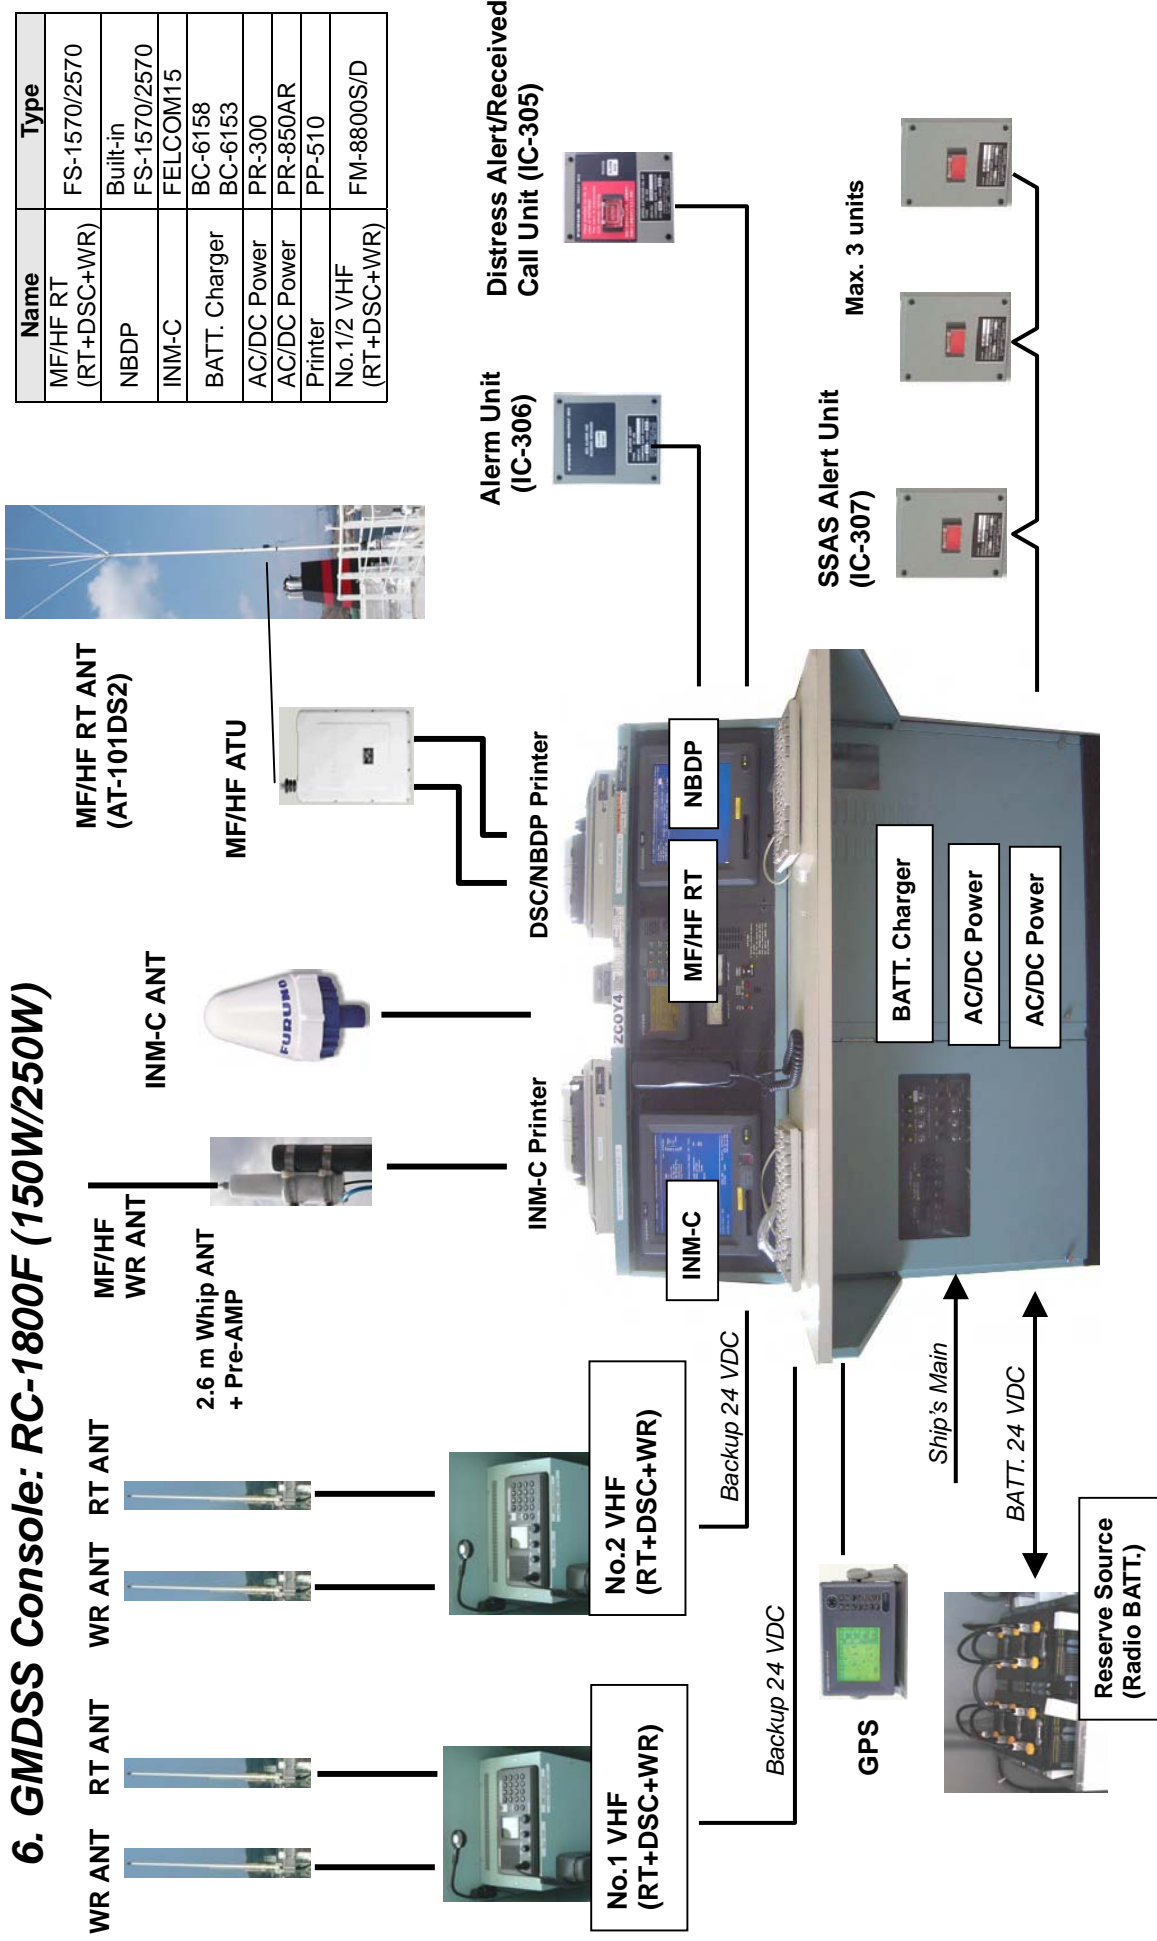 6. GMDSS Console: RC-1800F (150W/250W)
Name Type
MF/HF RT
(RT+DSC+WR)
FS-1570/2570
NBDP
Built-in
FS-1570/2570
INM-C FELCOM15
BATT. Charger
BC-6158
BC-6153
AC/DC Power PR-300
AC/DC Power PR-850AR
Printer PP-510
No.1/2 VHF
(RT+DSC+WR)
FM-8800S/D
WR ANT
RT ANT
WR ANT
RT ANT
MF/HF
WR ANT
2.6 m Whip ANT
+ Pre-AMP
INM-C ANT
FURUNO
MF/HF RT ANT
(AT-101DS2)
MF/HF ATU
No.1 VHF
(RT+DSC+WR)
No.2 VHF
(RT+DSC+WR)
INM-C Printer
DSC/NBDP Printer
Alerm Unit
(IC-306)
Distress Alert/Received
Call Unit (IC-305)
ZCOY4
INM-C
MF/HF RT
NBDP
Backup 24 VDC
Backup 24 VDC
GPS
SSAS Alert Unit
(IC-307)
Max. 3 units
BATT. Charger
AC/DC Power
AC/DC Power
Ship's Main
BATT. 24 VDC
Reserve Source
(Radio BATT.)